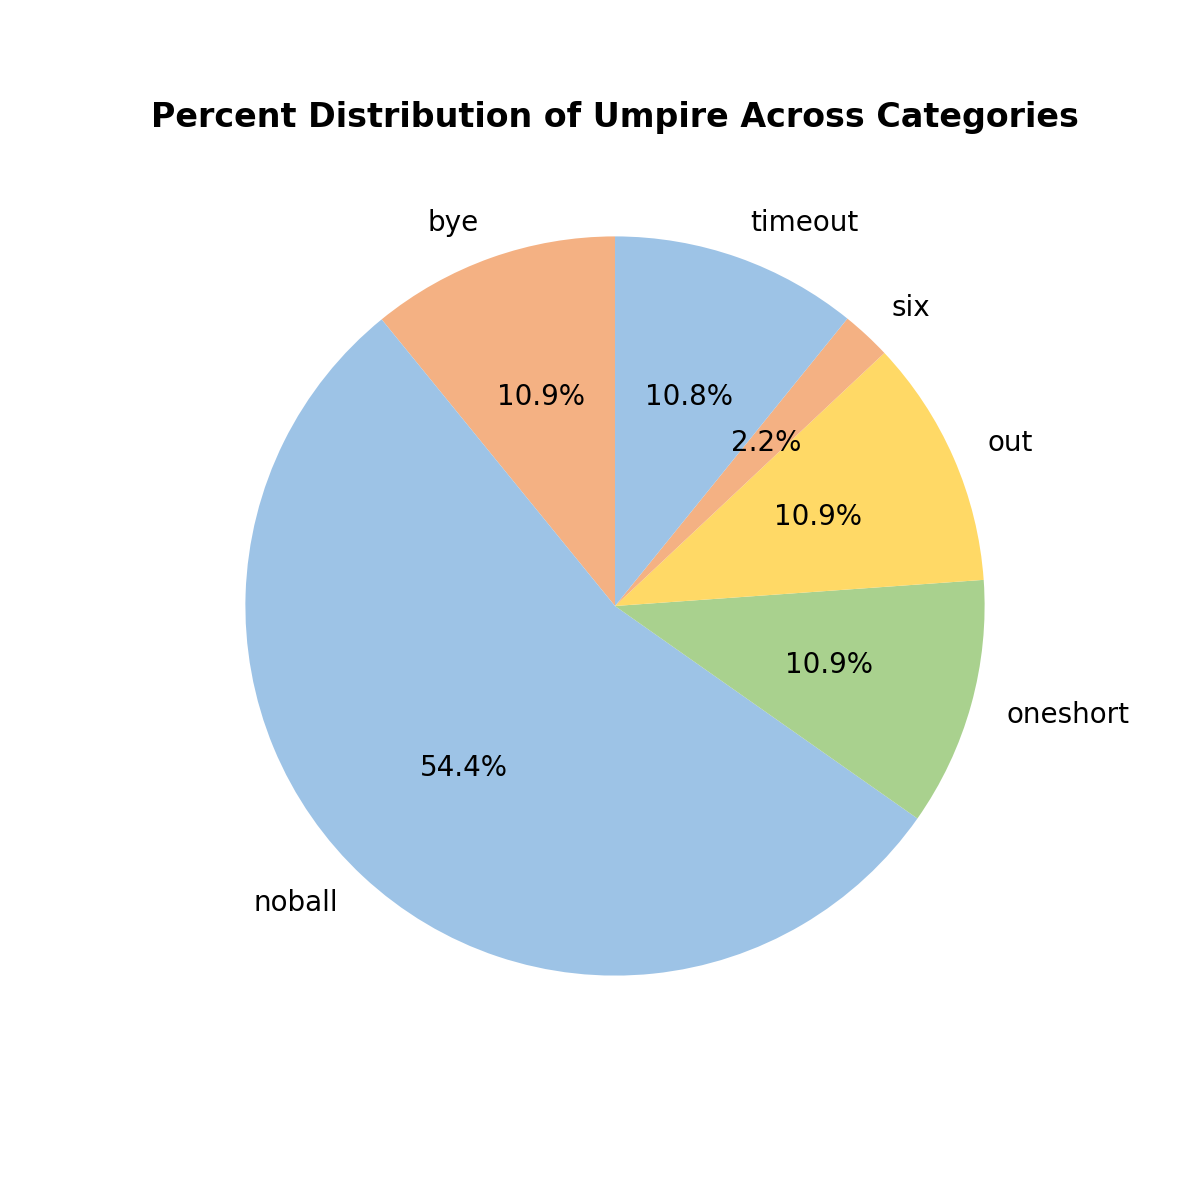 Percent Distribution of Umpire Across Categories
bye
timeout
six
10.9%
10.8%
2.2%
out
10.9%
10.9%
oneshort
54.4%
noball